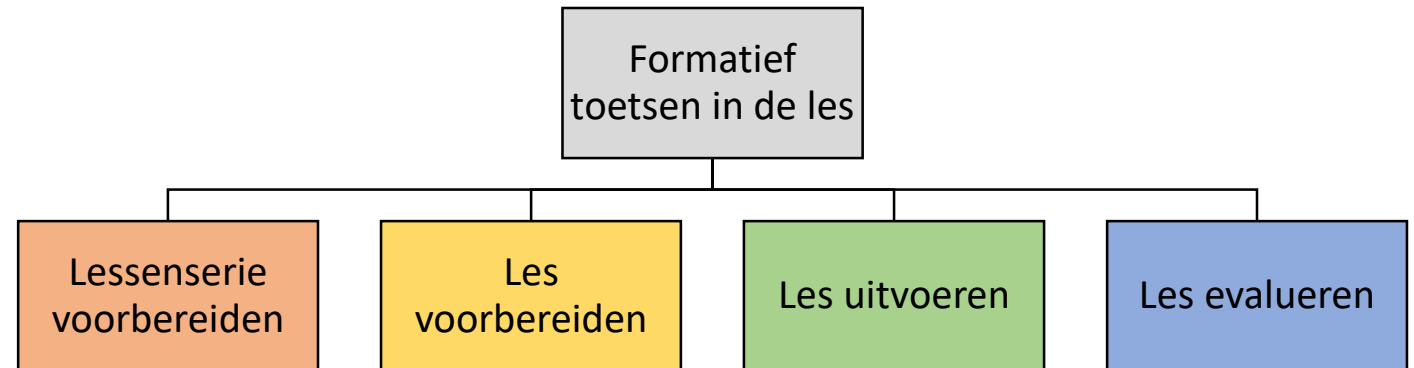 Formatief
toetsen in de les
Lessenserie
voorbereiden
Les
voorbereiden
Les uitvoeren
Les evalueren